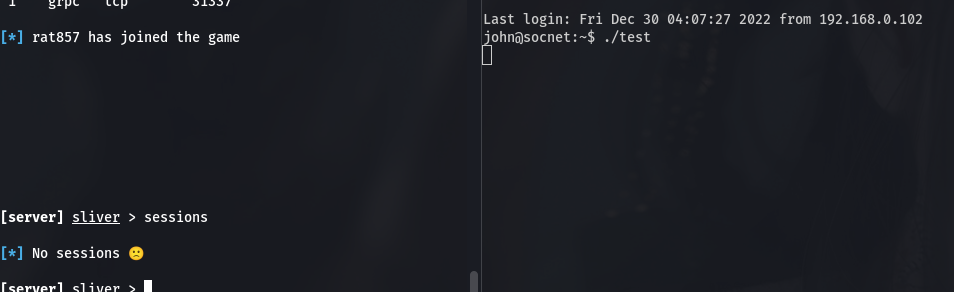 1 grpc tcp 31337
[*] rat857 has joined the game
[server] sliver > sessions
[*] No sessions 🙁
[server] sliver >
Last login: Fri Dec 30 04:07:27 2022 from 192.168.0.102
john@socnet:~$ ./test